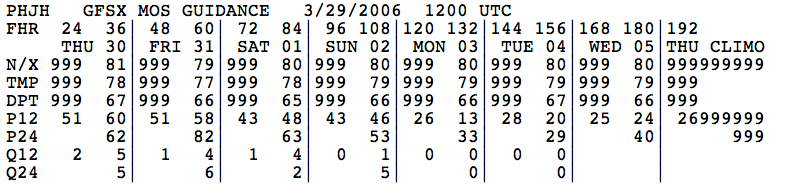 PHJH   GFSX MOS GUIDANCE    3/29/2006  1200 UTC
FHR  24  36| 48  60| 72  84| 96 108|120 132|144 156|168 180|192
     THU 30| FRI 31| SAT 01| SUN 02| MON 03| TUE 04| WED 05|THU CLIMO
N/X 999  81|999  79|999  80|999  80|999  80|999  80|999  80|999999999
TMP 999  78|999  77|999  78|999  79|999  79|999  79|999  79|999
DPT 999  67|999  66|999  65|999  66|999  66|999  67|999  66|999
P12  51  60| 51  58| 43  48| 43  46| 26  13| 28  20| 25  24| 26999999
P24      62|     82|     63|     53|     33|     29|     40|      999
Q12   2   5|  1   4|  1   4|  0   1|  0   0|  0   0|       |
Q24       5|      6|      2|      5|      0|      0|       |